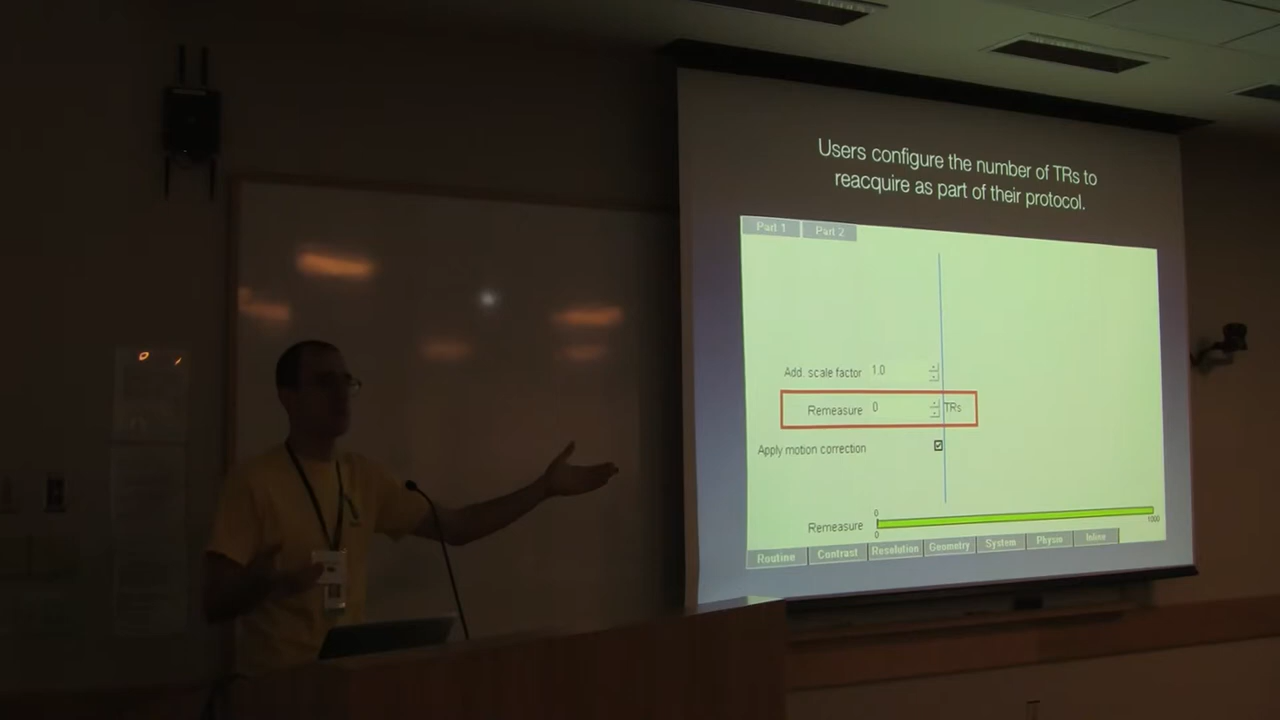 Users configure the number of TRs to
reacquire as part of their protocol.
Part 1 Part 2
Add. scale factor 1.0
Remeasure 0 TRs
Apply motion correction
0
Remeasure
0 1000
Routine Contrast Resolution Geometry System Physio Inline